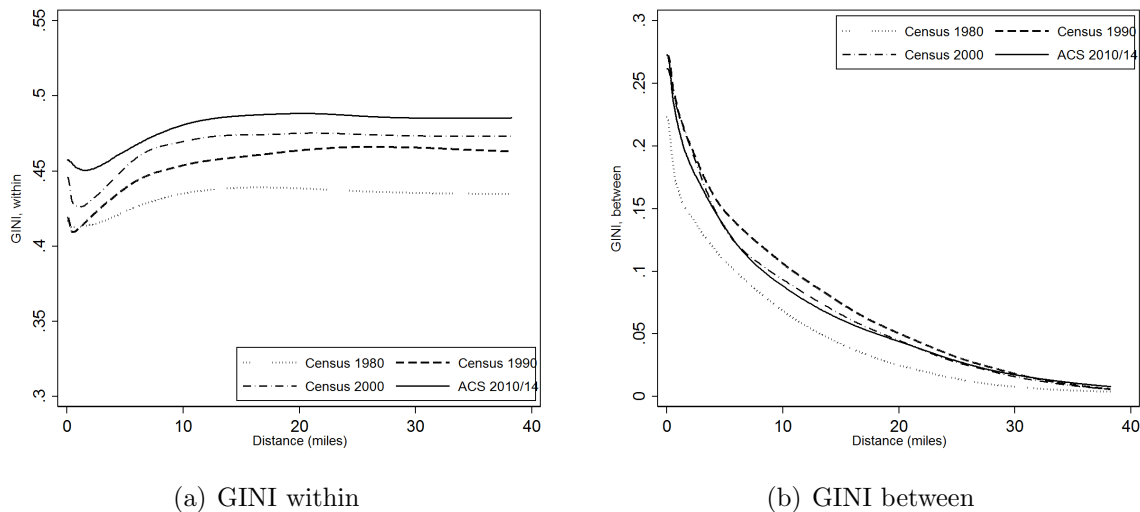 .55
.5
.45
.4
.35
.3
GINI, within
0
10
20
30
40
Distance (miles)
Census 1980
Census 1990
Census 2000
ACS 2010/14
(a) GINI within
.3
.25
.2
.15
.1
.05
0
GINI, between
0
10
20
30
40
Distance (miles)
Census 1980
Census 1990
Census 2000
ACS 2010/14
(b) GINI between